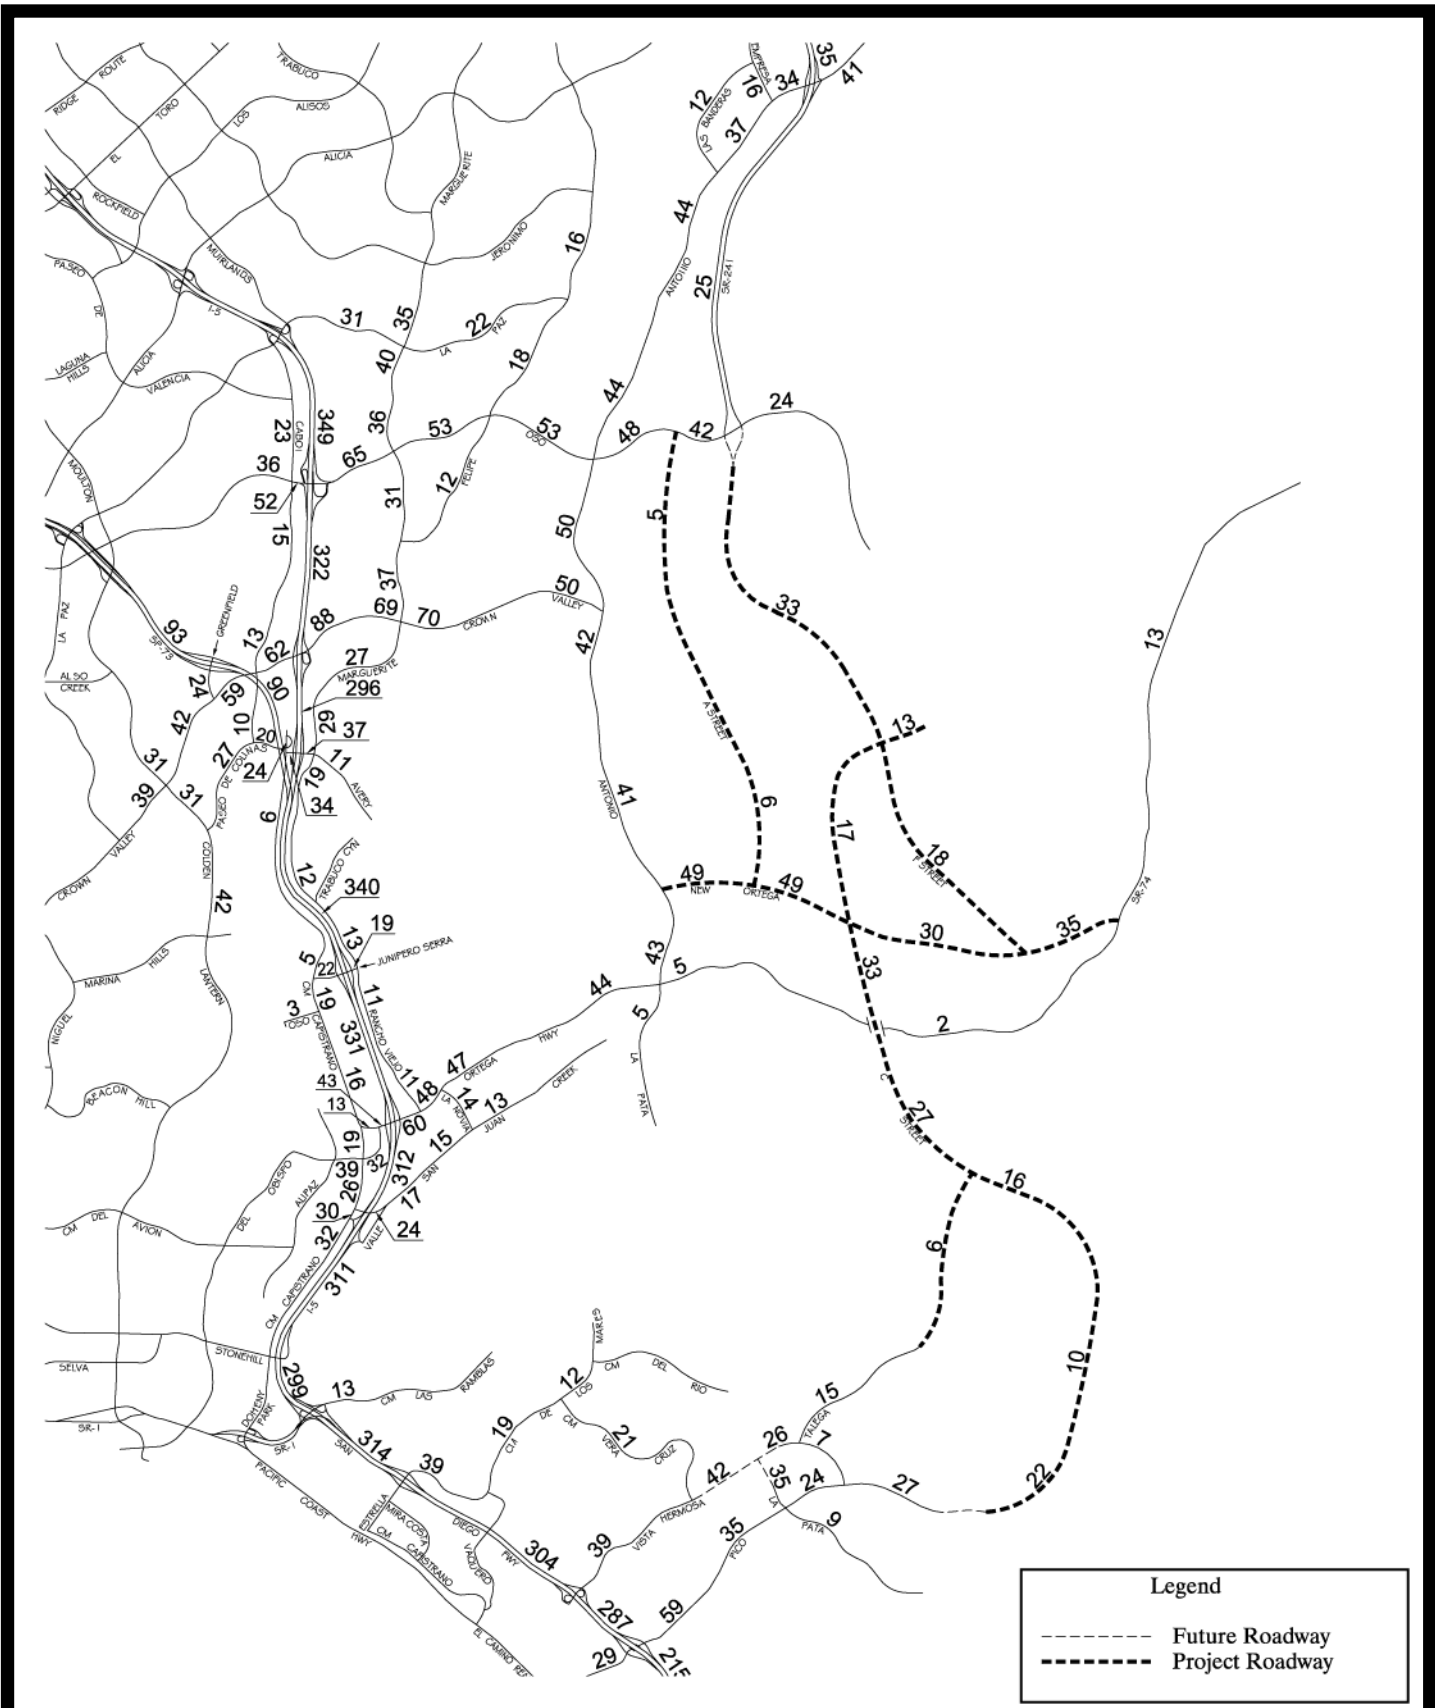 TRABUCO
EMPRESA
35
41
34
16
ROUTE
RIDGE
TORO
EL
LOS
ALISOS
12
LAS BANDERAS
37
ALICIA
MARGUERITE
ROCKFIELD
44
JERONIMO
16
MUIRLANDS
PASEO
DE
ANTONIO
25
SR-241
I-5
31
35
22
LA
PAZ
40
18
LAGUNA
HILLS
ALICIA
VALENCIA
44
24
23
CABOT
349
36
53
53
OSO
48
42
MOULTON
36
65
12
FELIPE
52
31
15
50
5
322
37
50
VALLEY
33
GREENFIELD
LA PAZ
93
SR-73
13
62
88
69
70
CROWN
42
13
ALSO
CREEK
24
59
90
27
MARGUERITE
296
A STREET
42
10
20
29
37
13
27
PASEO DE COLINAS
24
19
11
AVERY
34
31
39
31
6
41
ANTONIO
6
17
VALLEY
CROWN
GOLDEN
42
12
TRABUCO CYN
340
49
NEW
49
ORTEGA
18
F STREET
SR-74
13
19
JUNIPERO SERRA
30
35
MARINA
HILLS
LANTERN
5
22
43
5
33
CM
19
11
44
5
3
OSO
CAPISTRANO
331
RANCHO VIEJO
2
NIGUEL
HWY
47
ORTEGA
LA
PATA
16
11
43
48
CREEK
C
BEACON
HILL
14
LA NOVIA
13
JUAN
13
60
27
STREET
19
15
39
32
312
SAN
OBISPO
ALIPAZ
26
17
16
CM
DEL
AVION
DEL
30
32
VALLE
24
6
CAPISTRANO
CM
311
I-5
STONEHILL
SELVA
MARES
10
299
13
CM
LAS
RAMBLAS
12
LOS
CM
DEL
RIO
DOHENY
PARK
15
TALEGA
SR-1
SR-1
SAN
314
39
19
CM
DE
CM
VERA
21
CRUZ
26
7
42
35
24
27
22
PACIFIC
COAST
HWY
ESTRELLA
MIRA COSTA
CM
CAPISTRANO
DIEGO
VAQUERO
FWY
304
39
VISTA
HERMOSA
LA
PATA
9
35
PICO
287
59
29
215
EL CAMINO REA
Legend
Future Roadway
Project Roadway